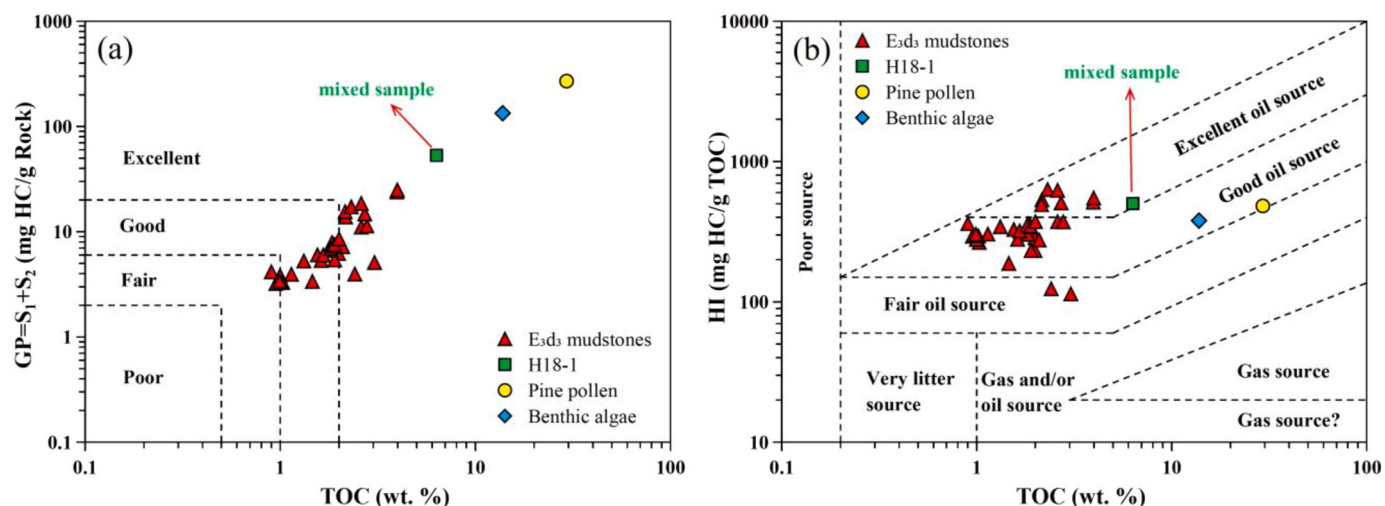 (a)
GP=S₁+S₂ (mg HC/g Rock)
1000
100
10
1
0.1
mixed sample
Excellent
Good
Fair
Poor
E₃d₃ mudstones
H18-1
Pine pollen
Benthic algae
0.1
1
10
100
TOC (wt. %)
(b)
HI (mg HC/g TOC)
10000
1000
100
10
E₃d₃ mudstones
H18-1
Pine pollen
Benthic algae
mixed sample
Poor source
Excellent oil source
Good oil source
Fair oil source
Very litter
source
Gas and/or
oil source
Gas source
Gas source?
0.1
1
10
100
TOC (wt. %)